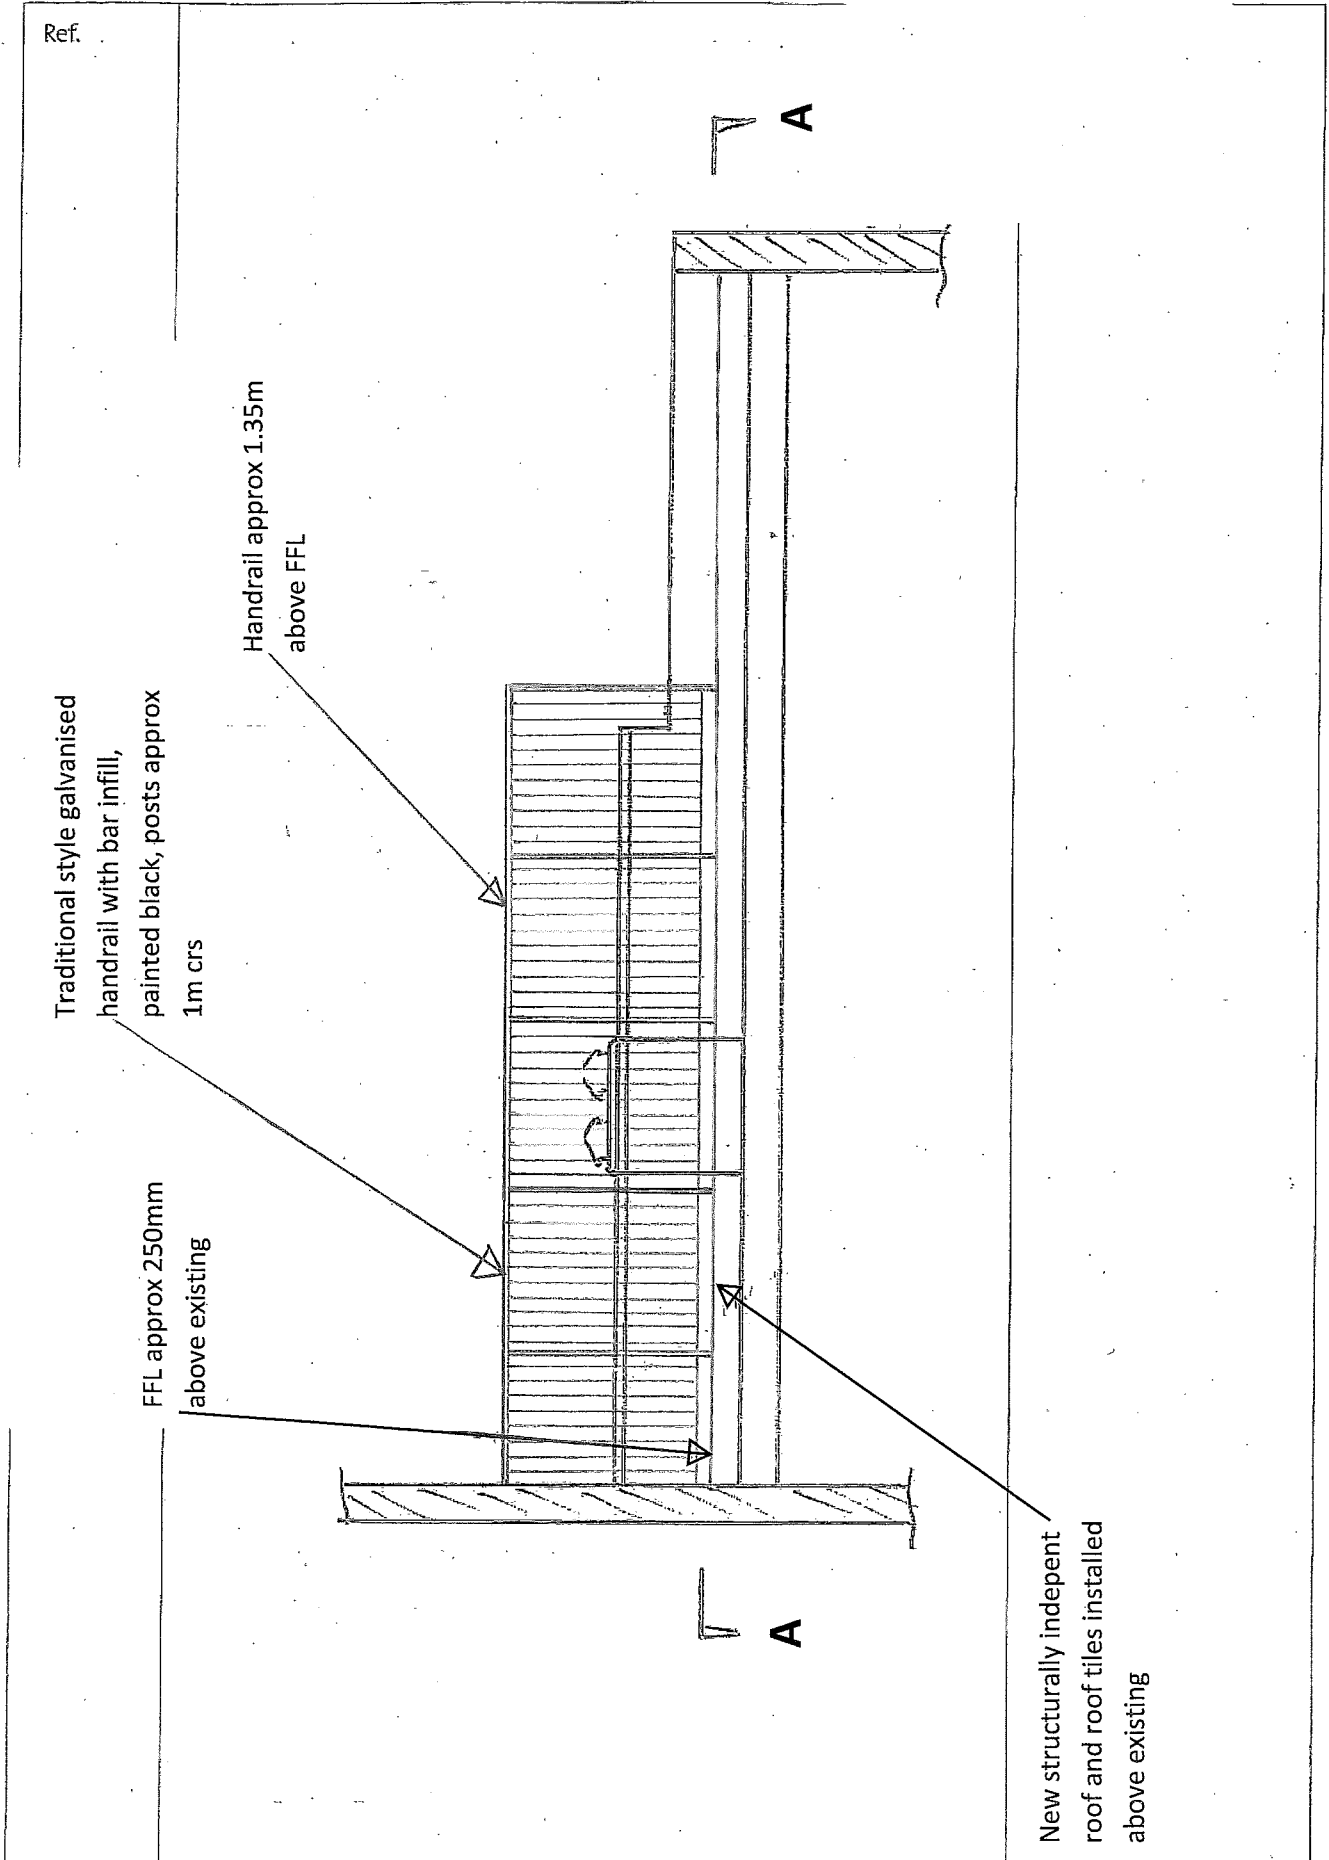 Ref.
Traditional style galvanised
handrail with bar infill,
painted black, posts approx
1m crs
Handrail approx 1.35m
above FFL
FFL approx 250mm
above existing
A
A
New structurally indepent
roof and roof tiles installed
above existing